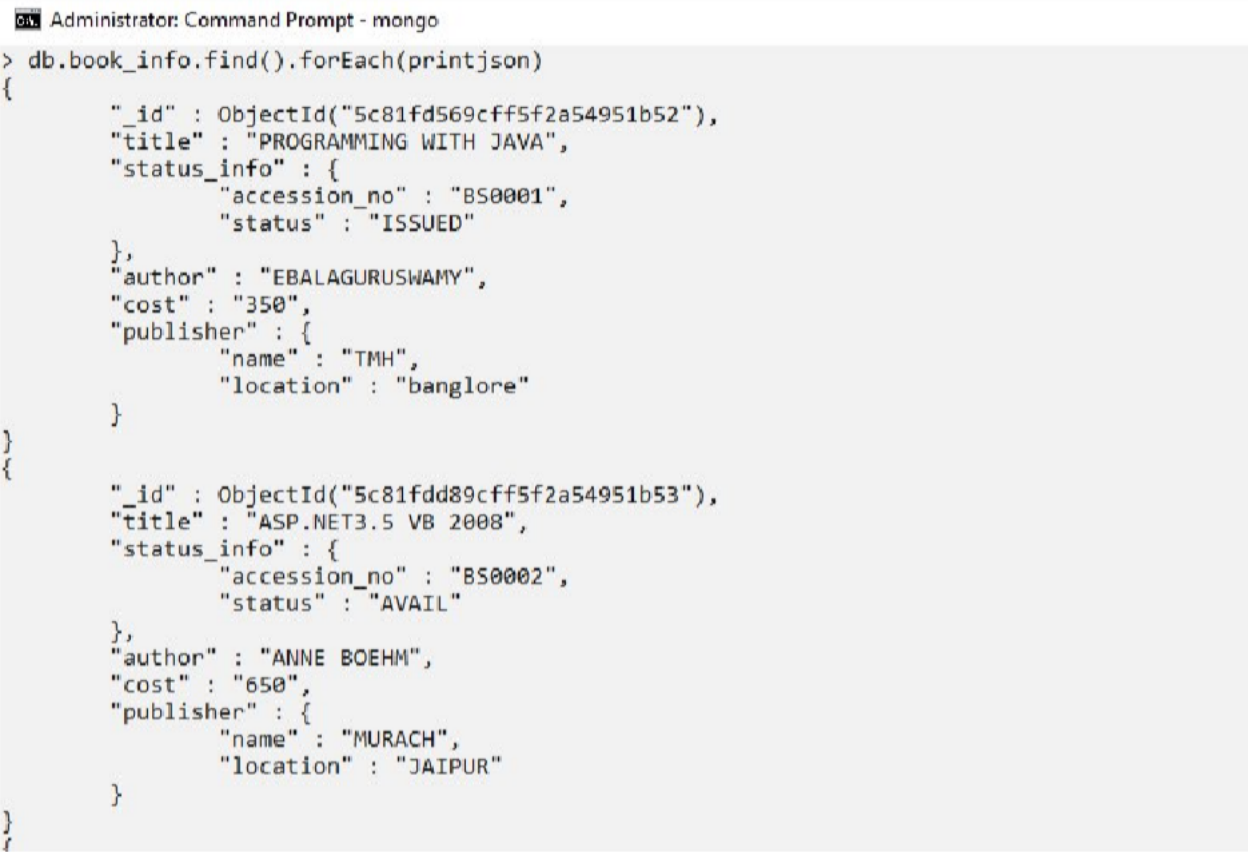 Administrator: Command Prompt - mongo
> db.book_info.find().forEach(printjson)
{
"_id" : ObjectId("5c81fd569cff5f2a54951b52"),
"title" : "PROGRAMMING WITH JAVA",
"status_info" : {
"accession_no" : "BS0001",
"status" : "ISSUED"
},
"author" : "EBALAGURUSWAMY",
"cost" : "350",
"publisher" : {
"name" : "TMH",
"location" : "banglore"
}
}
{
"_id" : ObjectId("5c81fdd89cff5f2a54951b53"),
"title" : "ASP.NET3.5 VB 2008",
"status_info" : {
"accession_no" : "BS0002",
"status" : "AVAIL"
},
"author" : "ANNE BOEHM",
"cost" : "650",
"publisher" : {
"name" : "MURACH",
"location" : "JAIPUR"
}
}
{